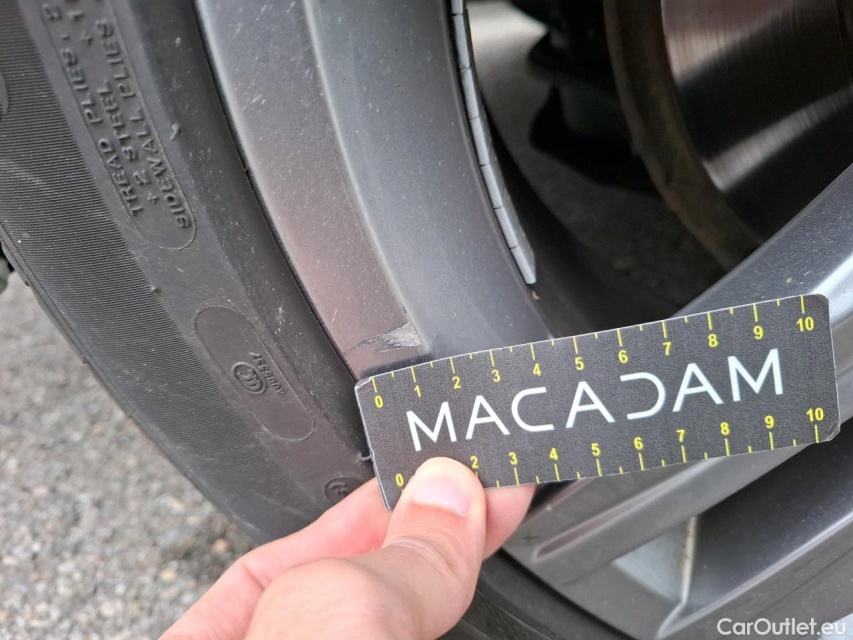 TREAD PLIES
+ 2 STEEL
SIDEWALL PLIES
0 1 2 3 4 5 6 7 8 9 10
MACADAM
0 2 3 4 5 6 7 8 9 10
CarOutlet.eu